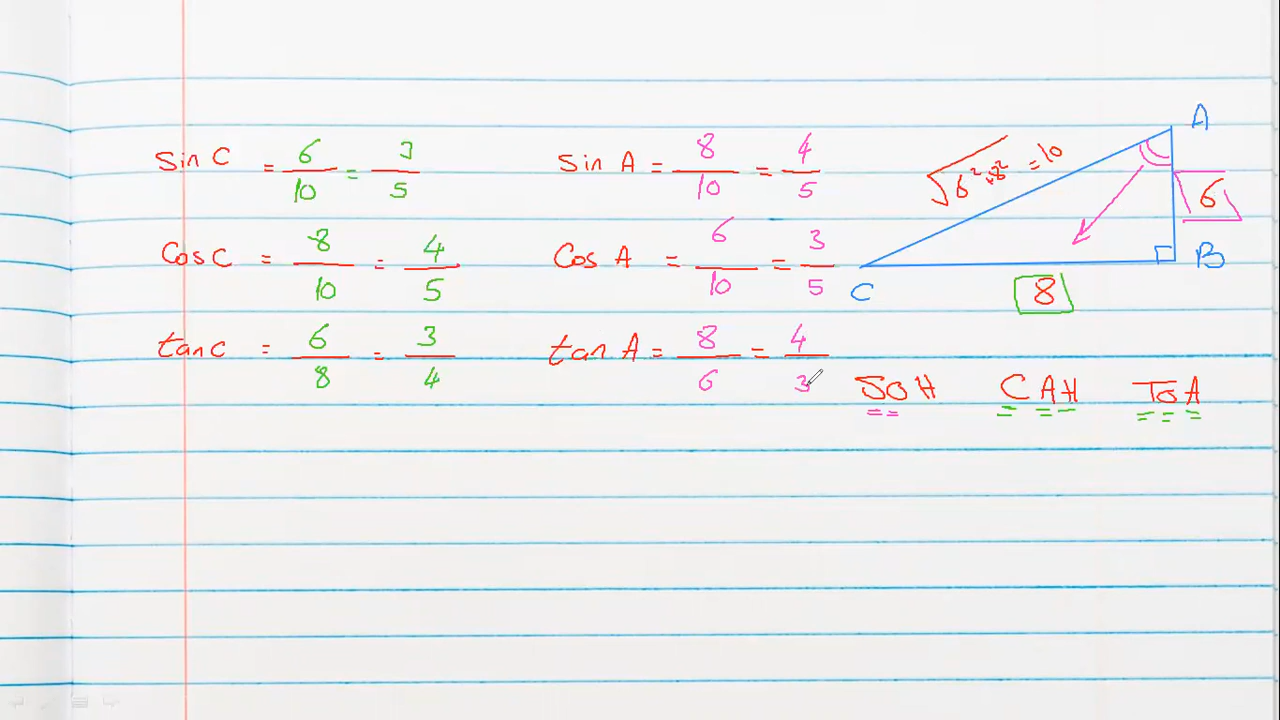 sin C = 6/10 = 3/5
sin A = 8/10 = 4/5
√6²+8² = 10
A
6
B
C
8
Cos C = 8/10 = 4/5
Cos A = 6/10 = 3/5
tan C = 6/8 = 3/4
tan A = 8/6 = 4/3
SOH CAH TOA